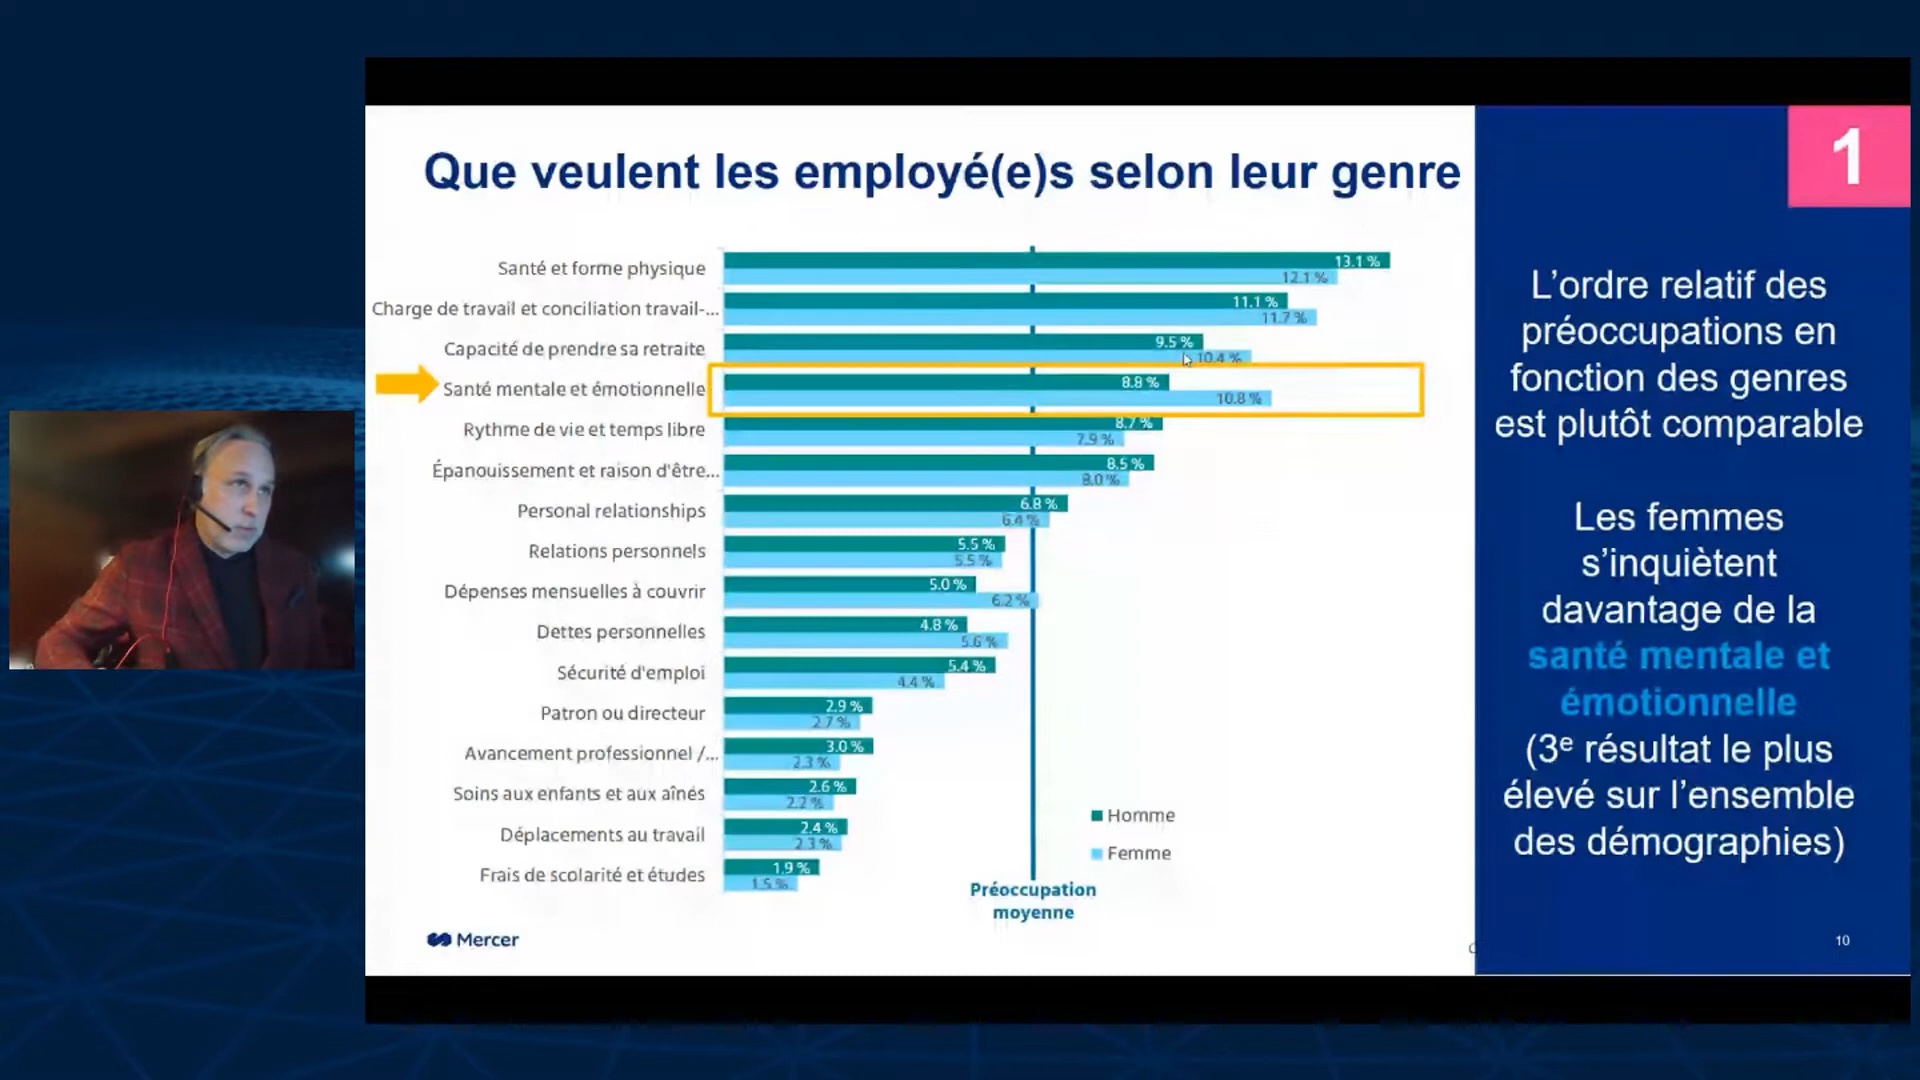 Que veulent les employé(e)s selon leur genre
1
Santé et forme physique
13.1 %
12.1 %
Charge de travail et conciliation travail-...
11.1 %
11.7 %
Capacité de prendre sa retraite
9.5 %
10.4 %
Santé mentale et émotionnelle
8.8 %
10.8 %
Rythme de vie et temps libre
8.7 %
7.9 %
Épanouissement et raison d'être...
8.5 %
8.0 %
Personal relationships
6.8 %
6.4 %
Relations personnels
5.5 %
5.5 %
Dépenses mensuelles à couvrir
5.0 %
6.2 %
Dettes personnelles
4.8 %
5.6 %
Sécurité d'emploi
5.4 %
4.4 %
Patron ou directeur
2.9 %
2.7 %
Avancement professionnel /...
3.0 %
2.3 %
Soins aux enfants et aux aînés
2.6 %
2.2 %
Déplacements au travail
2.4 %
2.3 %
Frais de scolarité et études
1.9 %
1.5 %
Homme
Femme
Préoccupation
moyenne
Mercer
L'ordre relatif des
préoccupations en
fonction des genres
est plutôt comparable
Les femmes
s'inquiètent
davantage de la
santé mentale et
émotionnelle
(3e résultat le plus
élevé sur l'ensemble
des démographies)
10